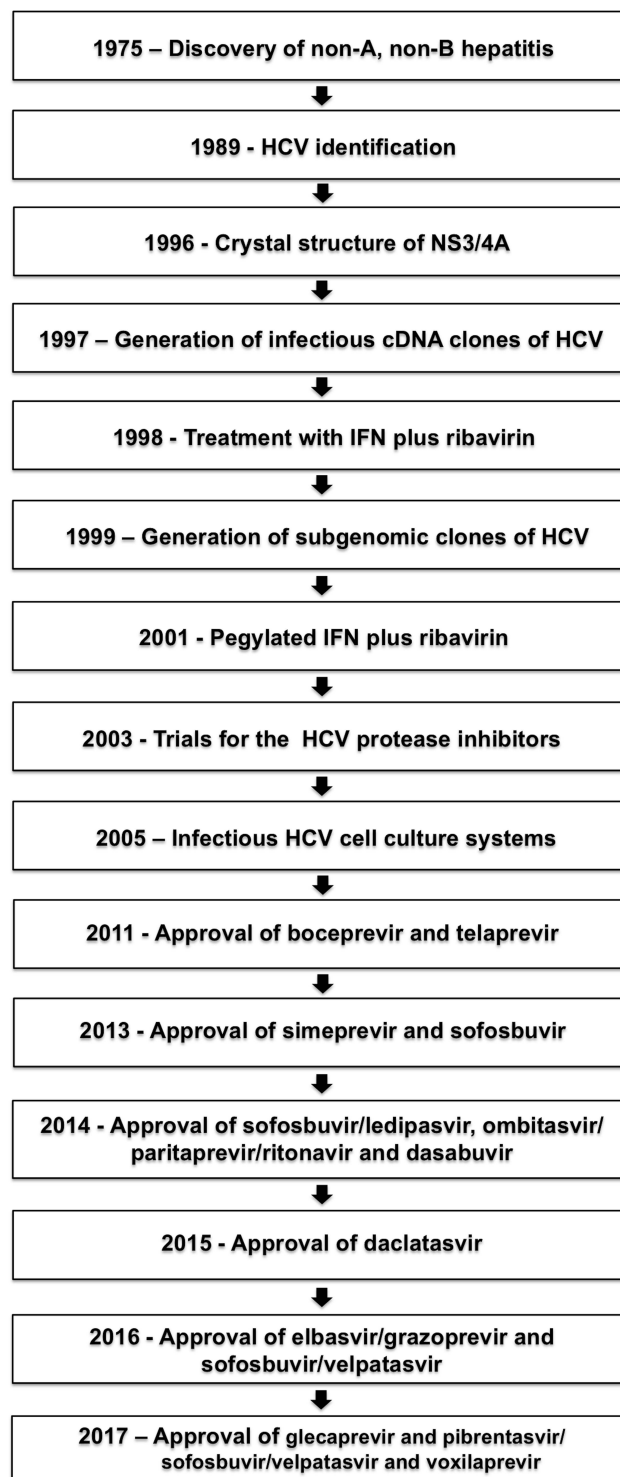 1975 – Discovery of non-A, non-B hepatitis
1989 - HCV identification
1996 - Crystal structure of NS3/4A
1997 – Generation of infectious cDNA clones of HCV
1998 - Treatment with IFN plus ribavirin
1999 – Generation of subgenomic clones of HCV
2001 - Pegylated IFN plus ribavirin
2003 - Trials for the HCV protease inhibitors
2005 – Infectious HCV cell culture systems
2011 - Approval of boceprevir and telaprevir
2013 - Approval of simeprevir and sofosbuvir
2014 - Approval of sofosbuvir/ledipasvir, ombitasvir/
paritaprevir/ritonavir and dasabuvir
2015 - Approval of daclatasvir
2016 - Approval of elbasvir/grazoprevir and
sofosbuvir/velpatasvir
2017 – Approval of glecaprevir and pibrentasvir/
sofosbuvir/velpatasvir and voxilaprevir